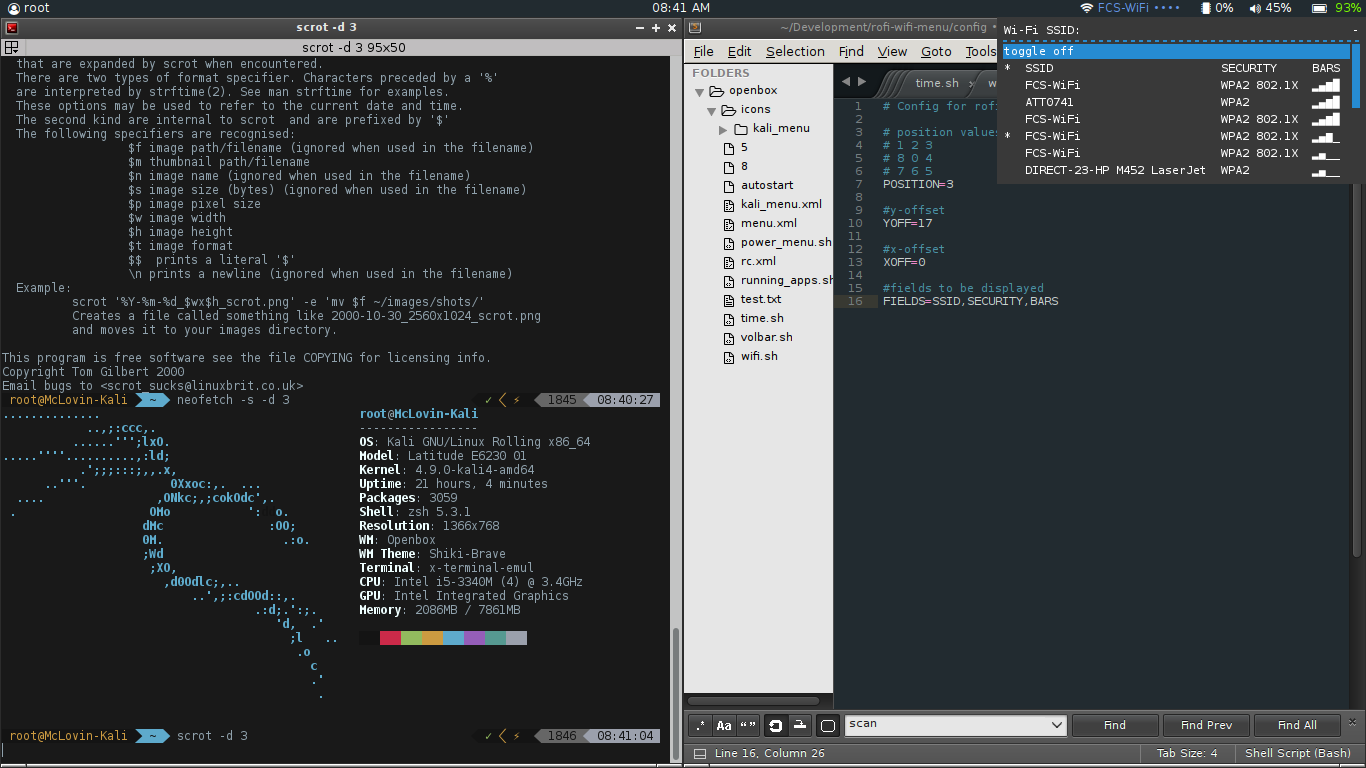 root
08:41 AM
FCS-WiFi
0%
45%
93%
scrot -d 3
scrot -d 3 95x50
that are expanded by scrot when encountered.
There are two types of format specifier. Characters preceded by a '%'
are interpreted by strftime(2). See man strftime for examples.
These options may be used to refer to the current date and time.
The second kind are internal to scrot  and are prefixed by '$'
The following specifiers are recognised:
$f image path/filename (ignored when used in the filename)
$m thumbnail path/filename
$n image name (ignored when used in the filename)
$s image size (bytes) (ignored when used in the filename)
$p image pixel size
$w image width
$h image height
$t image format
$$  prints a literal '$'
\n prints a newline (ignored when used in the filename)
Example:
scrot '%Y-%m-%d_$wx$h_scrot.png' -e 'mv $f ~/images/shots/'
Creates a file called something like 2000-10-30_2560x1024_scrot.png
and moves it to your images directory.
This program is free software see the file COPYING for licensing info.
Copyright Tom Gilbert 2000
Email bugs to <scrot_sucks@linuxbrit.co.uk>
root@McLovin-Kali ~ neofetch -s -d 3 ✓ ⚡ 1845 08:40:27
root@McLovin-Kali
-----------------
OS: Kali GNU/Linux Rolling x86_64
Model: Latitude E6230 01
Kernel: 4.9.0-kali4-amd64
Uptime: 21 hours, 4 minutes
Packages: 3059
Shell: zsh 5.3.1
Resolution: 1366x768
WM: Openbox
WM Theme: Shiki-Brave
Terminal: x-terminal-emul
CPU: Intel i5-3340M (4) @ 3.4GHz
GPU: Intel Integrated Graphics
Memory: 2086MB / 7861MB
root@McLovin-Kali ~ scrot -d 3 ✓ ⚡ 1846 08:41:04
~/Development/rofi-wifi-menu/config •
File Edit Selection Find View Goto Tools
FOLDERS
openbox
icons
kali_menu
5
8
autostart
kali_menu.xml
menu.xml
power_menu.sh
rc.xml
running_apps.sh
test.txt
time.sh
volbar.sh
wifi.sh
time.sh ×
1 # Config for rofi
2
3 # position values
4 # 1 2 3
5 # 8 0 4
6 # 7 6 5
7 POSITION=3
8
9 #y-offset
10 YOFF=17
11
12 #x-offset
13 XOFF=0
14
15 #fields to be displayed
16 FIELDS=SSID,SECURITY,BARS
Wi-Fi SSID:
toggle off
* SSID SECURITY BARS
FCS-WiFi WPA2 802.1X ▂▄▆█
ATT0741 WPA2 ▂▄▆█
FCS-WiFi WPA2 802.1X ▂▄▆█
* FCS-WiFi WPA2 802.1X ▂▄▆_
FCS-WiFi WPA2 802.1X ▂▄__
DIRECT-23-HP M452 LaserJet WPA2 ▂▄__
.* Aa “” scan Find Find Prev Find All
Line 16, Column 26
Tab Size: 4
Shell Script (Bash)